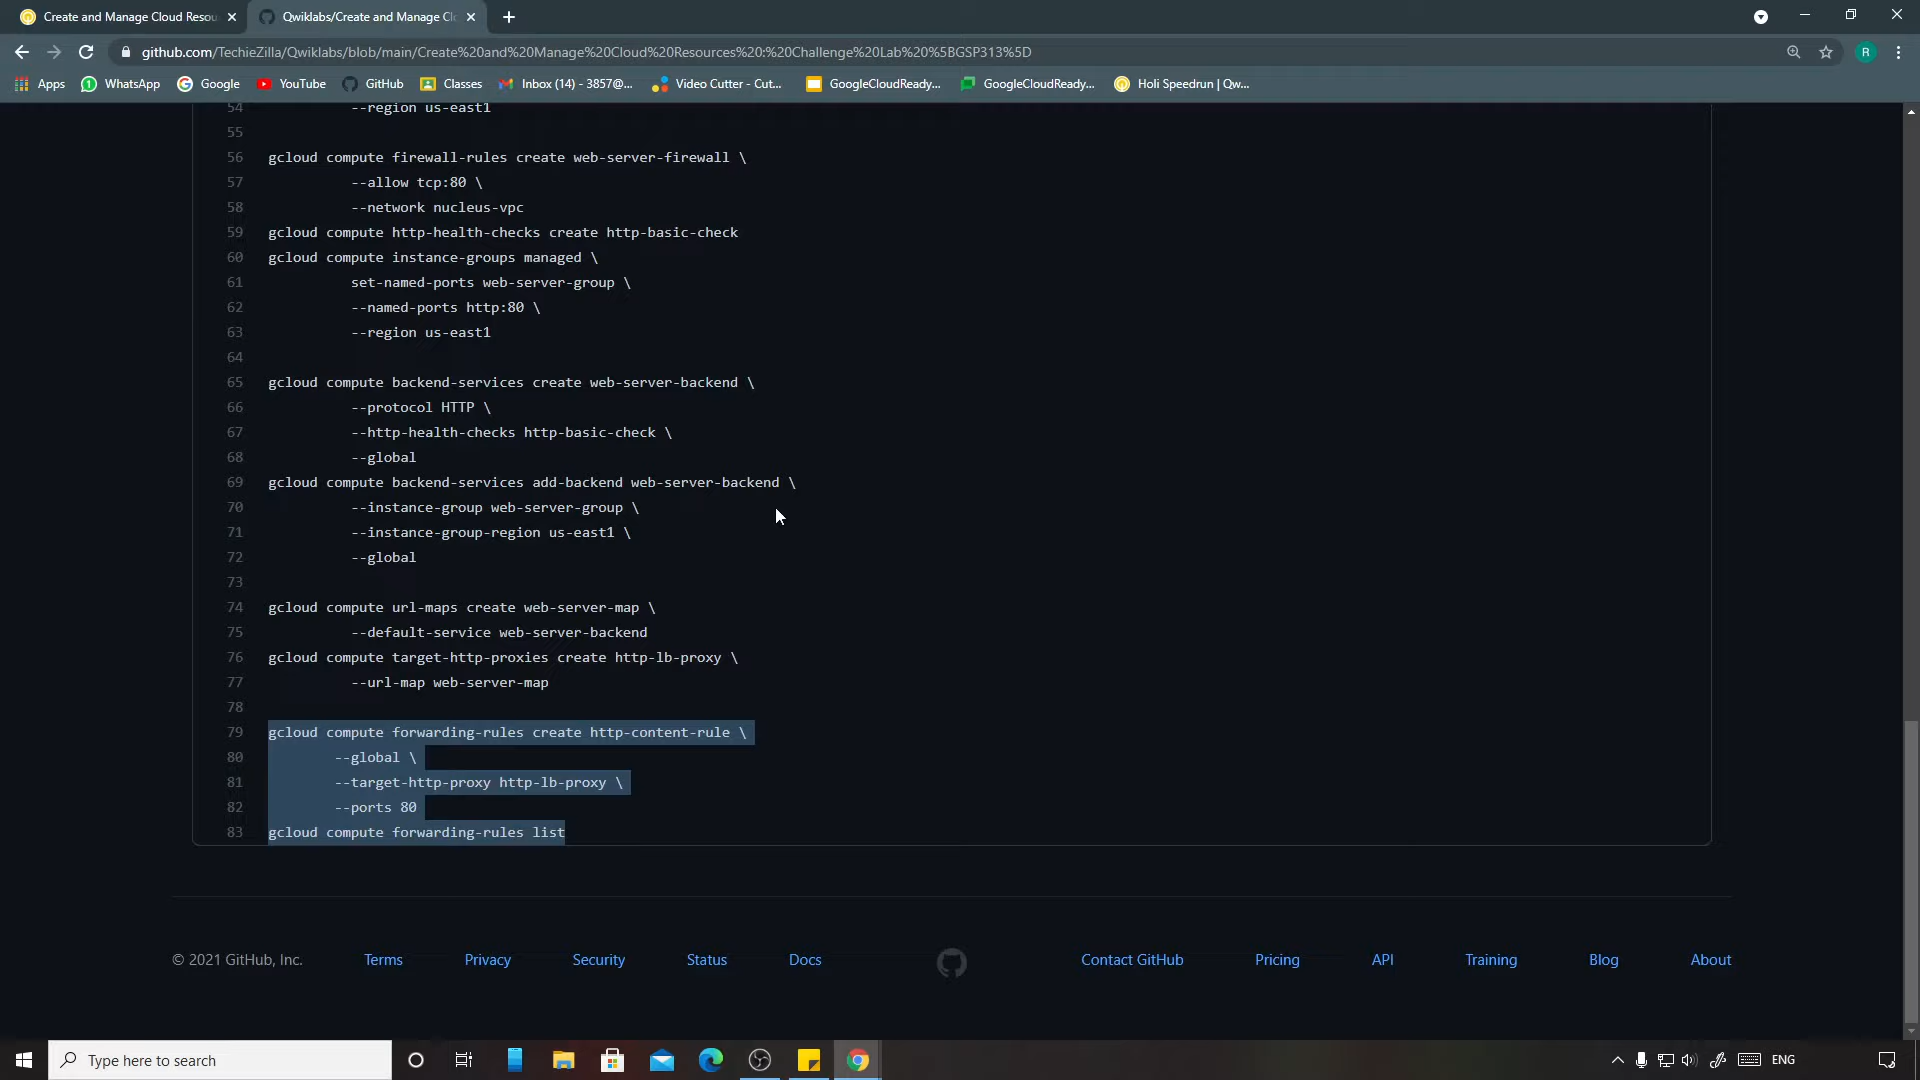 Create and Manage Cloud Resou
Qwiklabs/Create and Manage Clo
github.com/TechieZilla/Qwiklabs/blob/main/Create%20and%20Manage%20Cloud%20Resources%20:%20Challenge%20Lab%20%5BGSP313%5D
R
Apps
WhatsApp
Google
YouTube
GitHub
Classes
Inbox (14) - 3857@...
Video Cutter - Cut...
GoogleCloudReady...
GoogleCloudReady...
Holi Speedrun | Qw...
54 --region us-east1
55
56 gcloud compute firewall-rules create web-server-firewall \
57 --allow tcp:80 \
58 --network nucleus-vpc
59 gcloud compute http-health-checks create http-basic-check
60 gcloud compute instance-groups managed \
61 set-named-ports web-server-group \
62 --named-ports http:80 \
63 --region us-east1
64
65 gcloud compute backend-services create web-server-backend \
66 --protocol HTTP \
67 --http-health-checks http-basic-check \
68 --global
69 gcloud compute backend-services add-backend web-server-backend \
70 --instance-group web-server-group \
71 --instance-group-region us-east1 \
72 --global
73
74 gcloud compute url-maps create web-server-map \
75 --default-service web-server-backend
76 gcloud compute target-http-proxies create http-lb-proxy \
77 --url-map web-server-map
78
79 gcloud compute forwarding-rules create http-content-rule \
80 --global \
81 --target-http-proxy http-lb-proxy \
82 --ports 80
83 gcloud compute forwarding-rules list
© 2021 GitHub, Inc.
Terms
Privacy
Security
Status
Docs
Contact GitHub
Pricing
API
Training
Blog
About
Type here to search
ENG